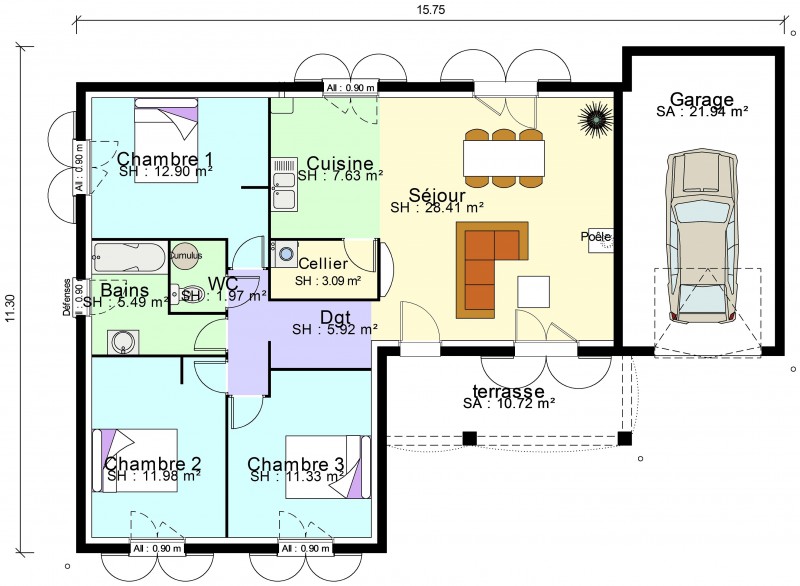 15.75
11.30
All : 0.90 m
Garage
SA : 21.94 m²
Chambre 1
SH : 12.90 m²
All : 0.90 m
Cuisine
SH : 7.63 m²
Séjour
SH : 28.41 m²
Poêle
Cumulus
Cellier
SH : 3.09 m²
WC
SH : 1.97 m²
Bains
SH : 5.49 m²
Défenses
All : 0.90
Dgt
SH : 5.92 m²
terrasse
SA : 10.72 m²
Chambre 2
SH : 11.98 m²
Chambre 3
SH : 11.33 m²
All : 0.90 m
All : 0.90 m